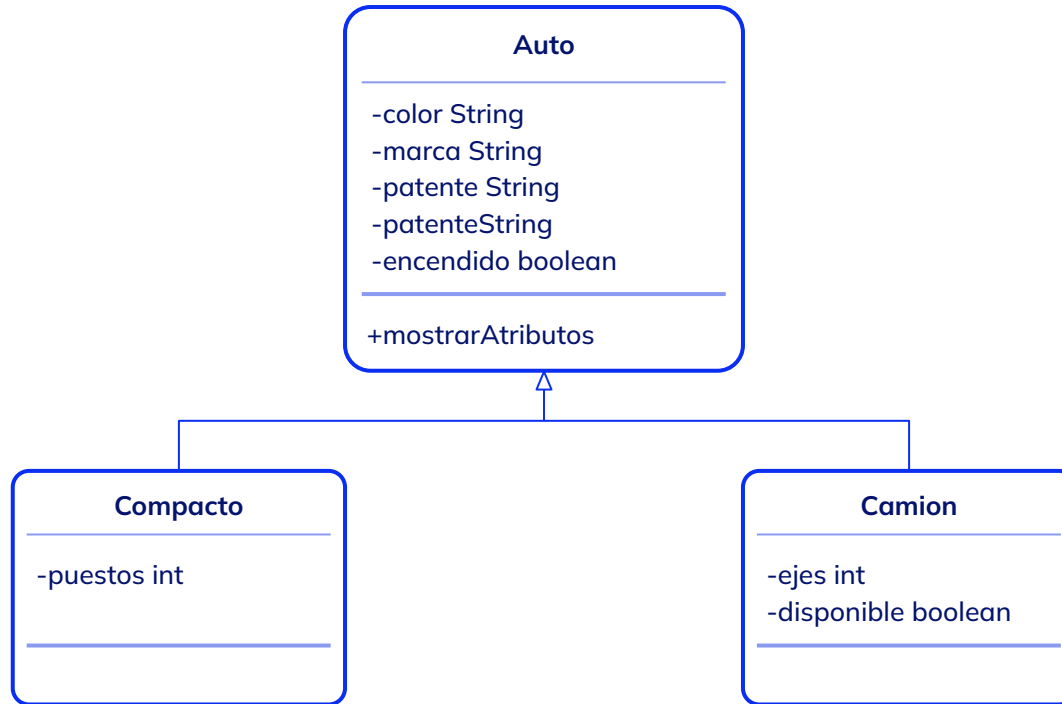 Auto
-color String
-marca String
-patente String
-patenteString
-encendido boolean
+mostrarAtributos
Compacto
-puestos int
Camion
-ejes int
-disponible boolean